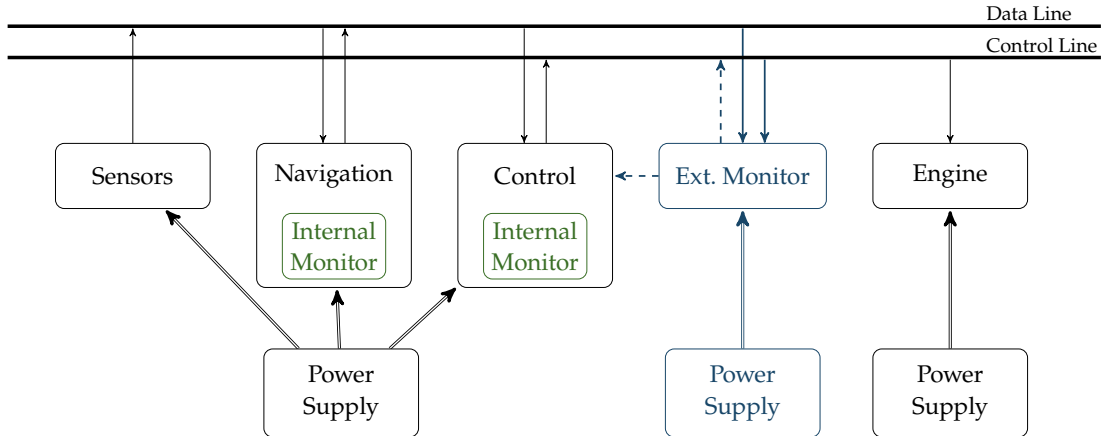 Data Line
Control Line
Sensors
Navigation
Control
Ext. Monitor
Engine
Internal
Monitor
Internal
Monitor
Power
Supply
Power
Supply
Power
Supply